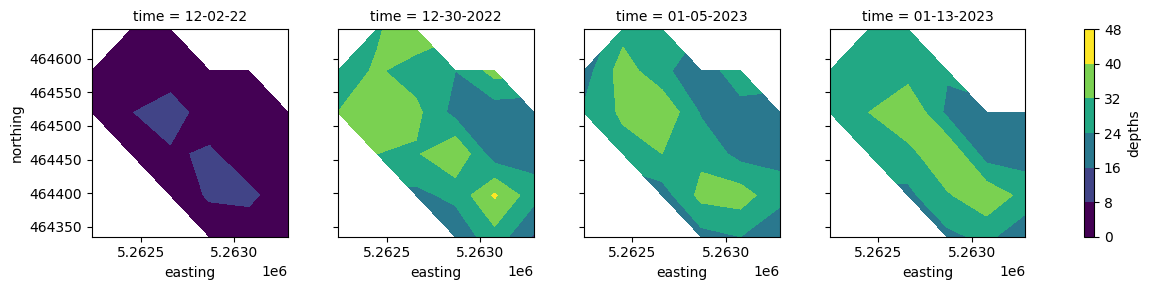 time = 12-02-22 time = 12-30-2022 time = 01-05-2023 time = 01-13-2023
464600
464550
464500
464450
464400
464350
northing
5.2625 5.2630 5.2625 5.2630 5.2625 5.2630 5.2625 5.2630
easting 1e6 easting 1e6 easting 1e6 easting 1e6
48
40
32
24
16
8
0
depths